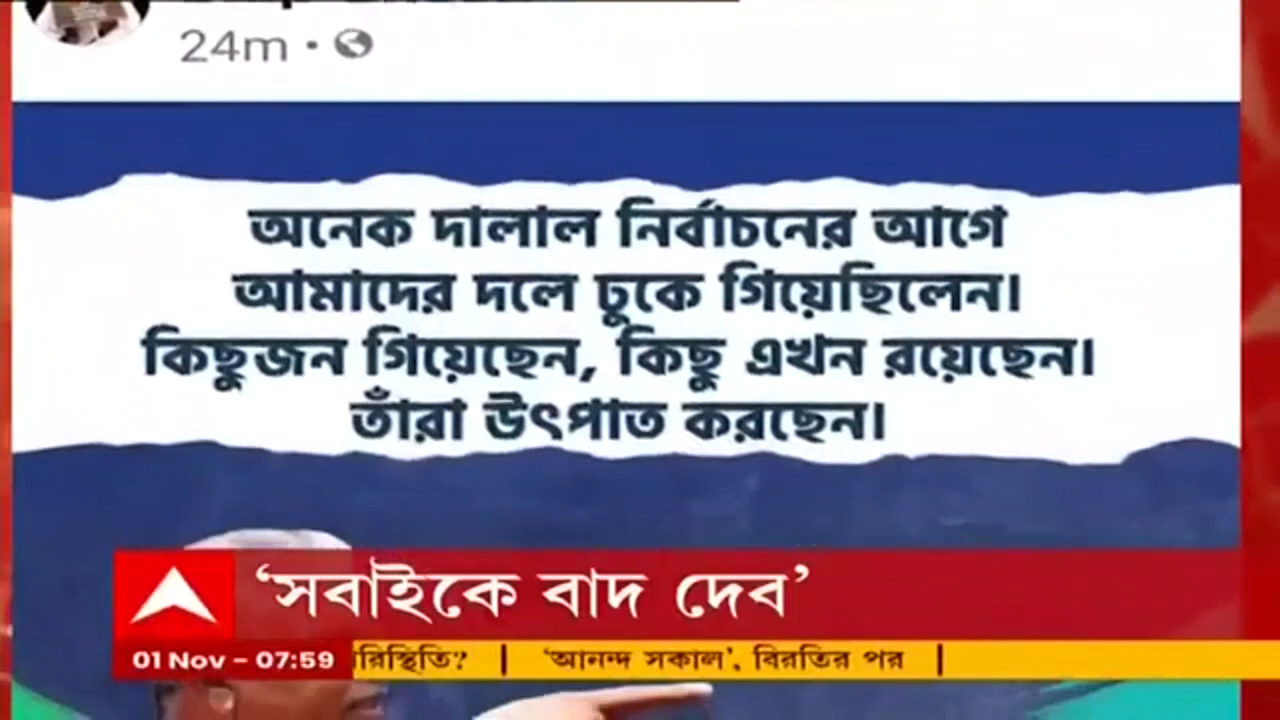 24m
অনেক দালাল নির্বাচনের আগে
আমাদের দলে ঢুকে গিয়েছিলেন।
কিছুজন গিয়েছেন, কিছু এখন রয়েছেন।
তাঁরা উৎপাত করছেন।
‘সবাইকে বাদ দেব’
01 Nov - 07:59 রিস্থিতি? | ‘আনন্দ সকাল’, বিরতির পর |